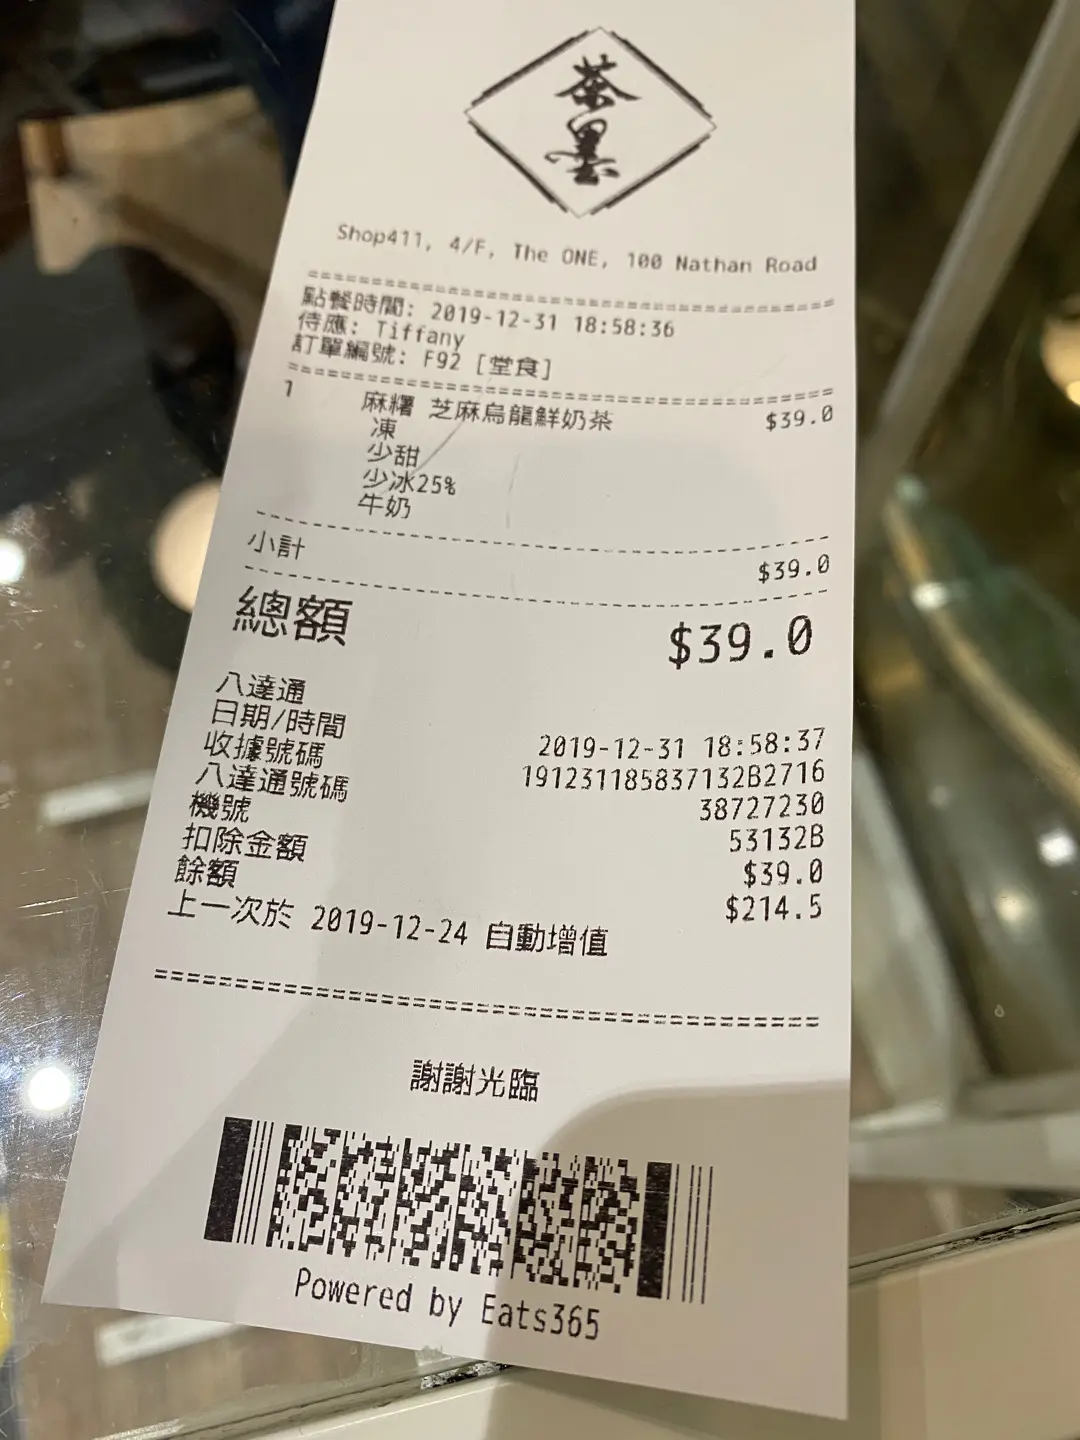 茶墨
Shop411, 4/F, The ONE, 100 Nathan Road
點餐時間: 2019-12-31 18:58:36
侍應: Tiffany
訂單編號: F92 [堂食]
1 麻糬 芝麻烏龍鮮奶茶 $39.0
凍
少甜
少冰25%
牛奶
小計 $39.0
總額 $39.0
八達通
日期/時間 2019-12-31 18:58:37
收據號碼 191231185837132B2716
八達通號碼 38727230
機號 53132B
扣除金額 $39.0
餘額 $214.5
上一次於 2019-12-24 自動增值
謝謝光臨
Powered by Eats365